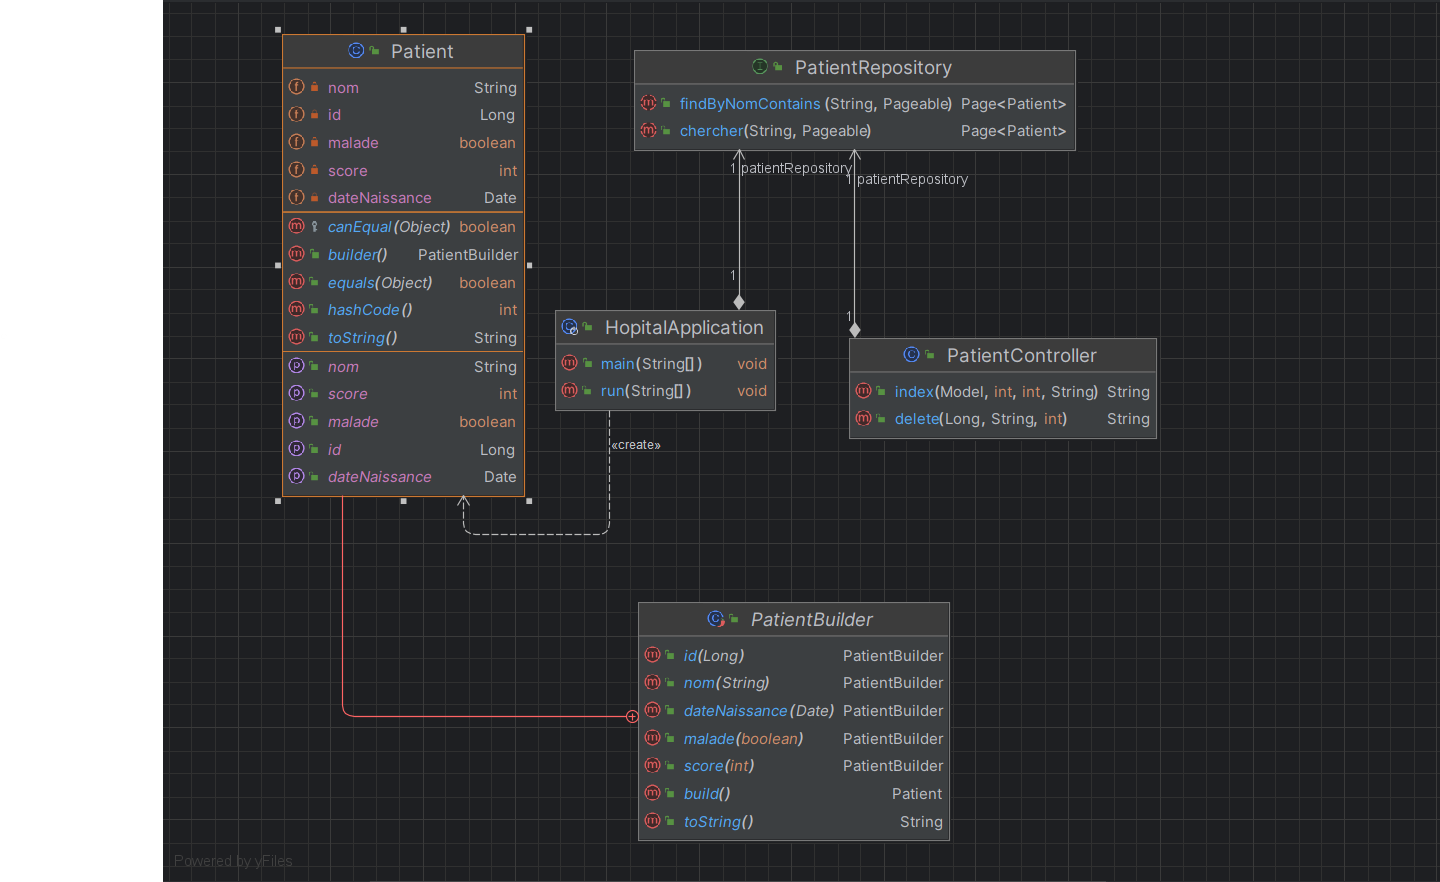 Patient
nom String
id Long
malade boolean
score int
dateNaissance Date
canEqual(Object) boolean
builder() PatientBuilder
equals(Object) boolean
hashCode() int
toString() String
nom String
score int
malade boolean
id Long
dateNaissance Date
PatientRepository
findByNomContains(String, Pageable) Page<Patient>
chercher(String, Pageable) Page<Patient>
1 patientRepository
1 patientRepository
1
1
HopitalApplication
main(String[]) void
run(String[]) void
«create»
PatientController
index(Model, int, int, String) String
delete(Long, String, int) String
PatientBuilder
id(Long) PatientBuilder
nom(String) PatientBuilder
dateNaissance(Date) PatientBuilder
malade(boolean) PatientBuilder
score(int) PatientBuilder
build() Patient
toString() String
Powered by yFiles